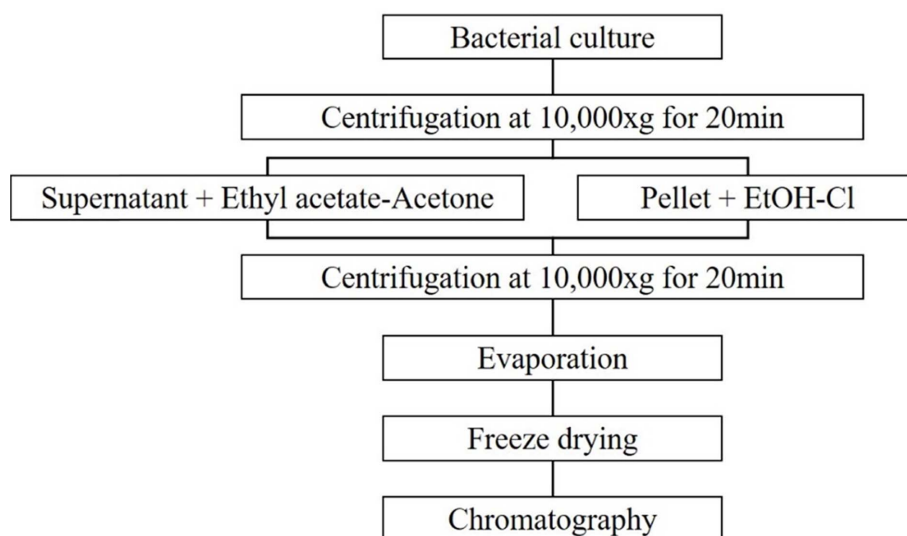 Bacterial culture
Centrifugation at 10,000xg for 20min
Supernatant + Ethyl acetate-Acetone
Pellet + EtOH-Cl
Centrifugation at 10,000xg for 20min
Evaporation
Freeze drying
Chromatography